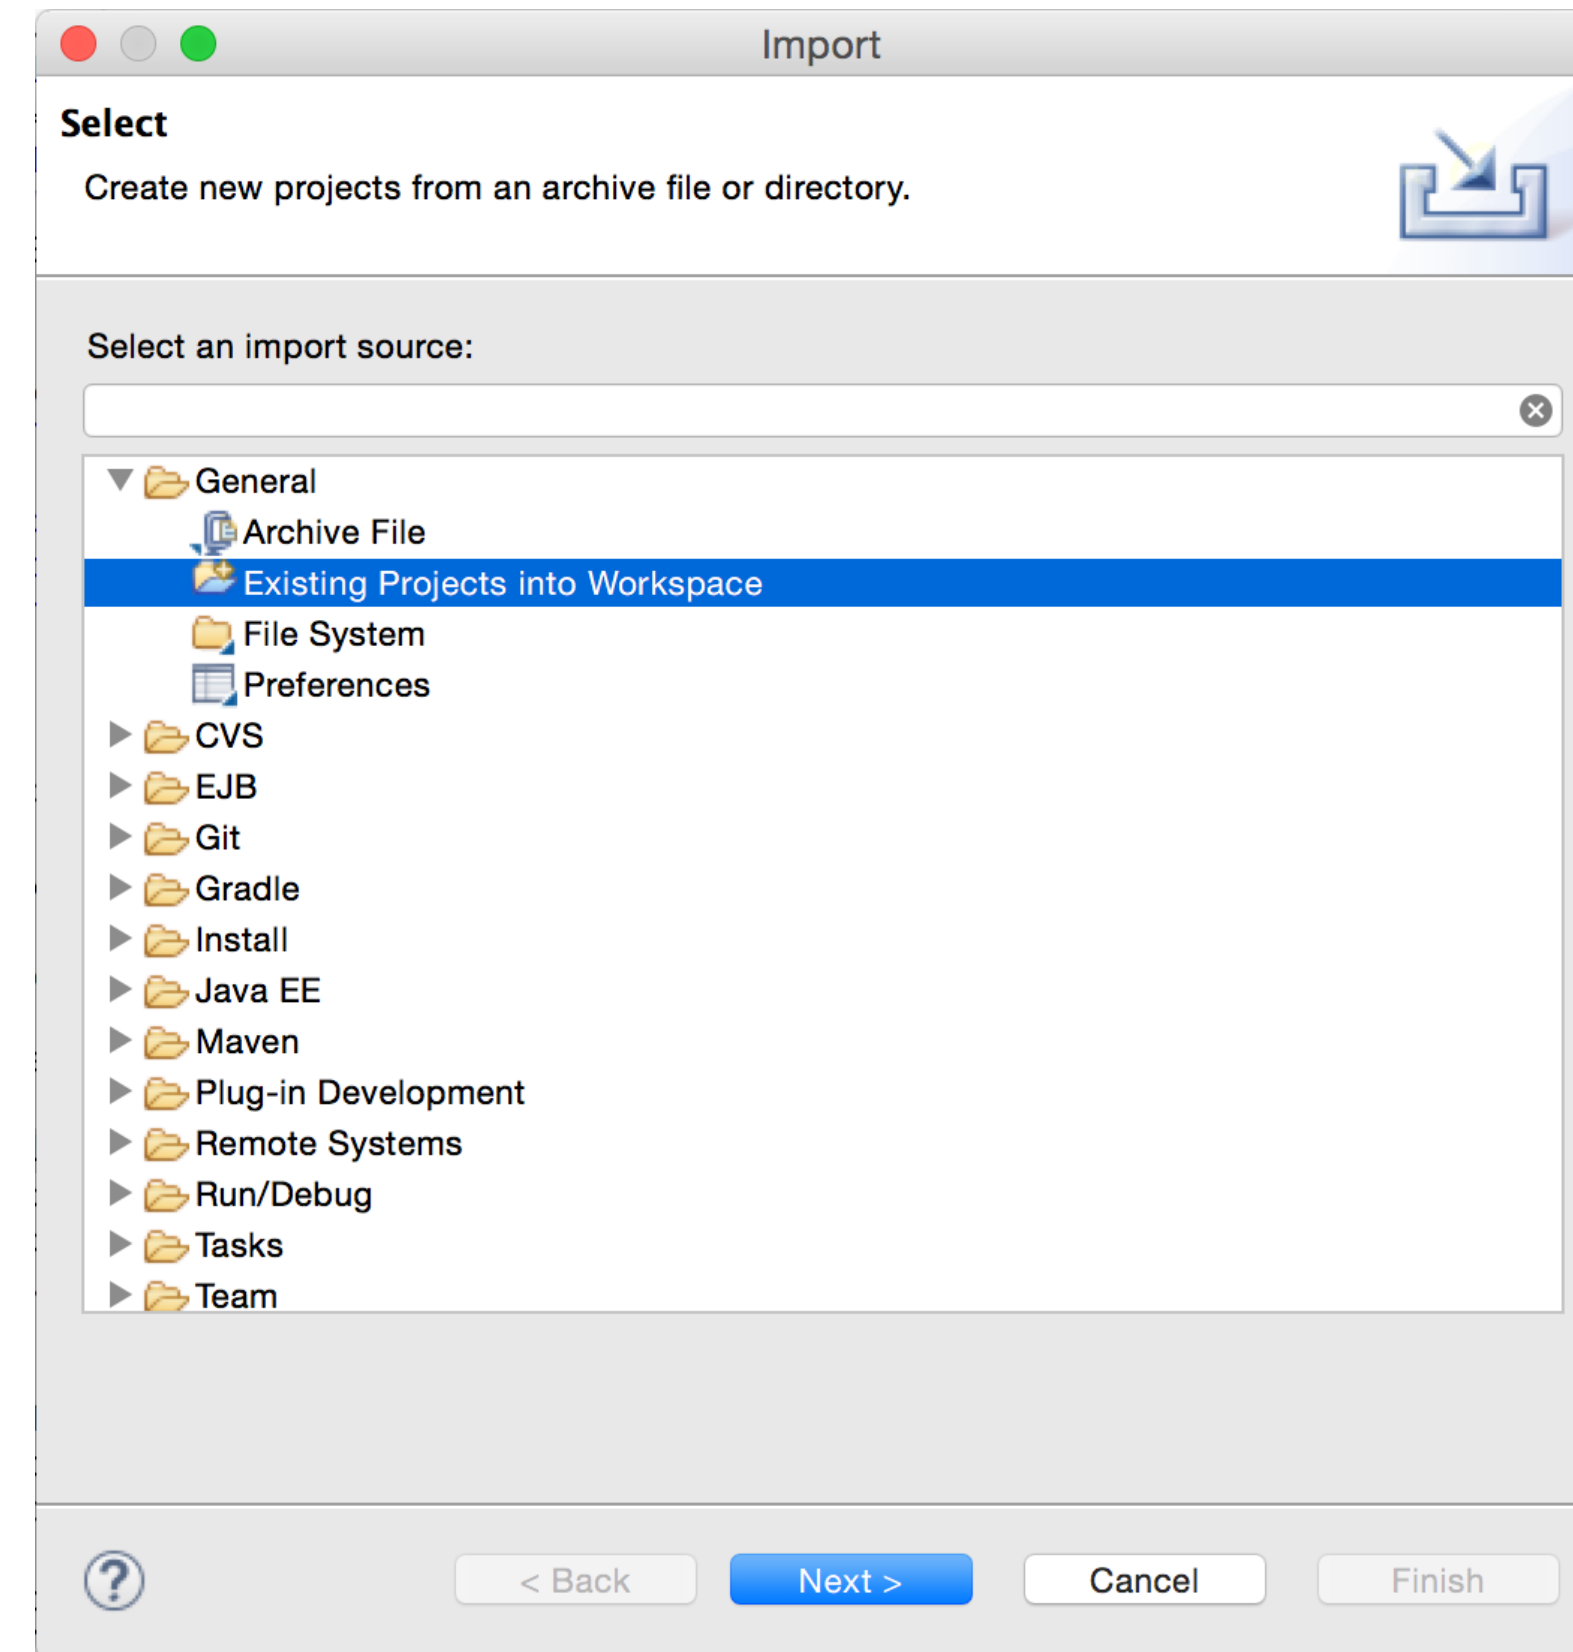 Import
Select
Create new projects from an archive file or directory.
Select an import source:
General
Archive File
Existing Projects into Workspace
File System
Preferences
CVS
EJB
Git
Gradle
Install
Java EE
Maven
Plug-in Development
Remote Systems
Run/Debug
Tasks
Team
? < Back Next > Cancel Finish